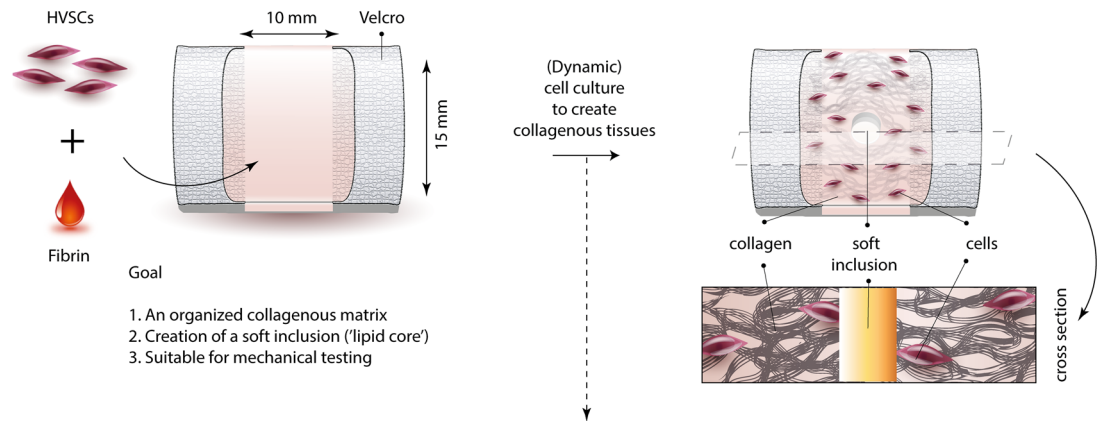 HVSCs
+
Fibrin
10 mm
Velcro
15 mm
Goal
1. An organized collagenous matrix
2. Creation of a soft inclusion ('lipid core')
3. Suitable for mechanical testing
(Dynamic)
cell culture
to create
collagenous tissues
collagen
soft
inclusion
cells
cross section